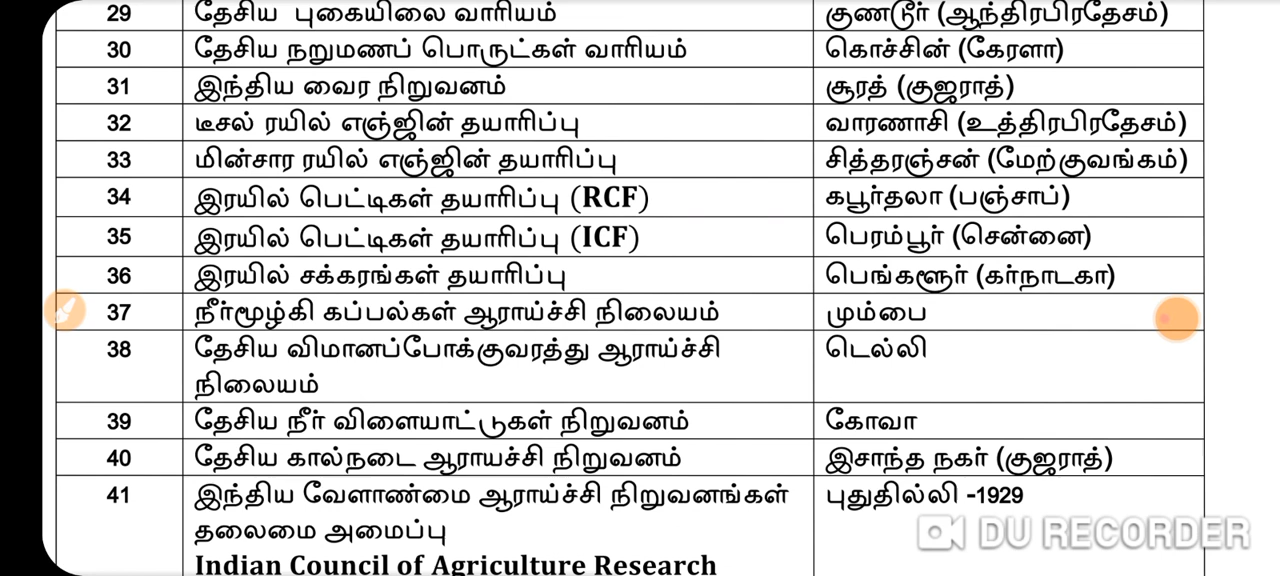 29 தேசிய புகையிலை வாரியம் குணடூர் (ஆந்திரபிரதேசம்)
30 தேசிய நறுமணப் பொருட்கள் வாரியம் கொச்சின் (கேரளா)
31 இந்திய வைர நிறுவனம் சூரத் (குஜராத்)
32 டீசல் ரயில் எஞ்ஜின் தயாரிப்பு வாரணாசி (உத்திரபிரதேசம்)
33 மின்சார ரயில் எஞ்ஜின் தயாரிப்பு சித்தரஞ்சன் (மேற்குவங்கம்)
34 இரயில் பெட்டிகள் தயாரிப்பு (RCF) கபூர்தலா (பஞ்சாப்)
35 இரயில் பெட்டிகள் தயாரிப்பு (ICF) பெரம்பூர் (சென்னை)
36 இரயில் சக்கரங்கள் தயாரிப்பு பெங்களூர் (கர்நாடகா)
37 நீர்மூழ்கி கப்பல்கள் ஆராய்ச்சி நிலையம் மும்பை
38 தேசிய விமானப்போக்குவரத்து ஆராய்ச்சி டெல்லி
நிலையம்
39 தேசிய நீர் விளையாட்டுகள் நிறுவனம் கோவா
40 தேசிய கால்நடை ஆராயச்சி நிறுவனம் இசாந்த நகர் (குஜராத்)
41 இந்திய வேளாண்மை ஆராய்ச்சி நிறுவனங்கள் புதுதில்லி -1929
தலைமை அமைப்பு
Indian Council of Agriculture Research
DU RECORDER